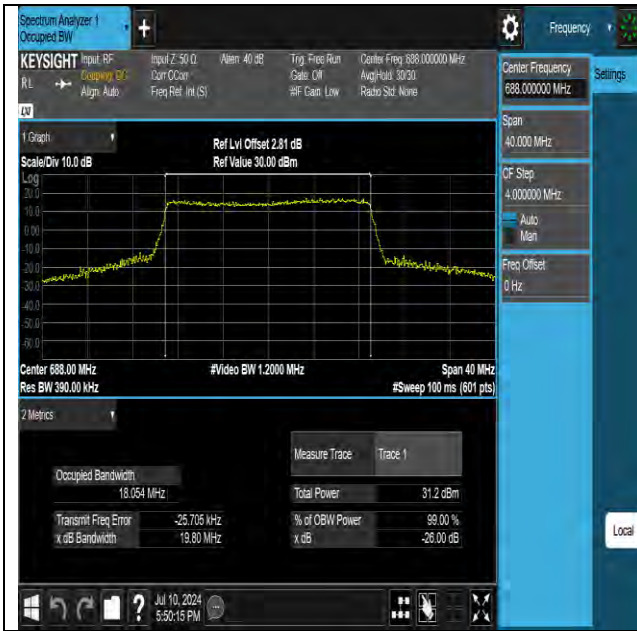 Spectrum Analyzer 1
Occupied BW
Frequency
KEYSIGHT
Input: RF
Coupling: DC
Align: Auto
RL
Input Z: 50 Ω
Corr CCorr
Freq Ref: Int (S)
Atten: 40 dB
Trig: Free Run
Gate: Off
#IF Gain: Low
Center Freq: 688.000000 MHz
Avg|Hold: 30/30
Radio Std: None
1 Graph
Scale/Div 10.0 dB
Ref Lvl Offset 2.81 dB
Ref Value 30.00 dBm
Log
20.0
10.0
0.00
-10.0
-20.0
-30.0
-40.0
-50.0
-60.0
Center 688.00 MHz
#Video BW 1.2000 MHz
Span 40 MHz
Res BW 390.00 kHz
#Sweep 100 ms (601 pts)
2 Metrics
Measure Trace Trace 1
Occupied Bandwidth
18.054 MHz
Total Power 31.2 dBm
Transmit Freq Error -25.705 kHz
% of OBW Power 99.00 %
x dB Bandwidth 19.80 MHz
x dB -26.00 dB
Jul 10, 2024
5:50:15 PM
Center Frequency
688.000000 MHz
Settings
Span
40.000 MHz
CF Step
4.000000 MHz
Auto
Man
Freq Offset
0 Hz
Local